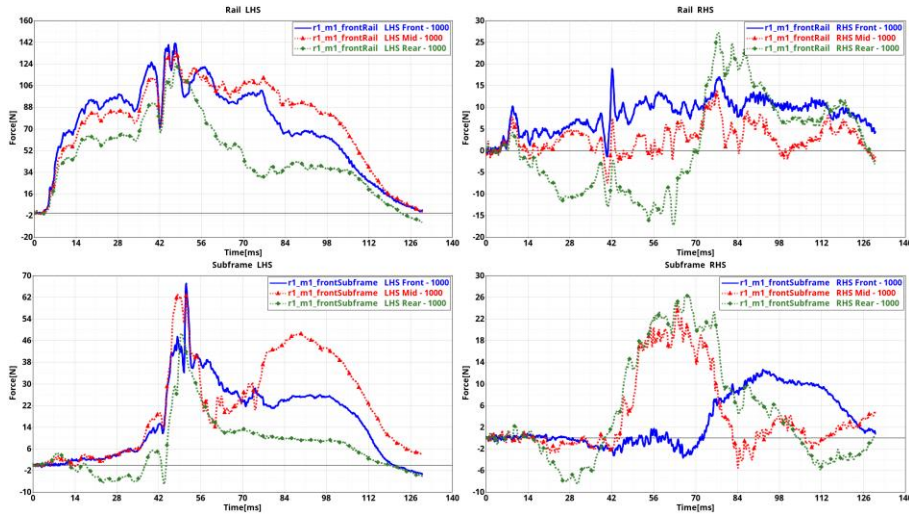 Rail LHS
r1_m1_frontRail LHS Front - 1000
r1_m1_frontRail LHS Mid - 1000
r1_m1_frontRail LHS Rear - 1000
Force[N]
160
142
124
106
88
70
52
34
16
-2
-20
0 14 28 42 56 70 84 98 112 126 140
Time[ms]
Rail RHS
r1_m1_frontRail RHS Front - 1000
r1_m1_frontRail RHS Mid - 1000
r1_m1_frontRail RHS Rear - 1000
Force[N]
30
25
20
15
10
5
0
-5
-10
-15
-20
0 14 28 42 56 70 84 98 112 126 140
Time[ms]
Subframe LHS
r1_m1_frontSubframe LHS Front - 1000
r1_m1_frontSubframe LHS Mid - 1000
r1_m1_frontSubframe LHS Rear - 1000
Force[N]
70
62
54
46
38
30
22
14
6
-2
-10
0 14 28 42 56 70 84 98 112 126 140
Time[ms]
Subframe RHS
r1_m1_frontSubframe RHS Front - 1000
r1_m1_frontSubframe RHS Mid - 1000
r1_m1_frontSubframe RHS Rear - 1000
Force[N]
30
26
22
18
14
10
6
2
-2
-6
-10
0 14 28 42 56 70 84 98 112 126 140
Time[ms]